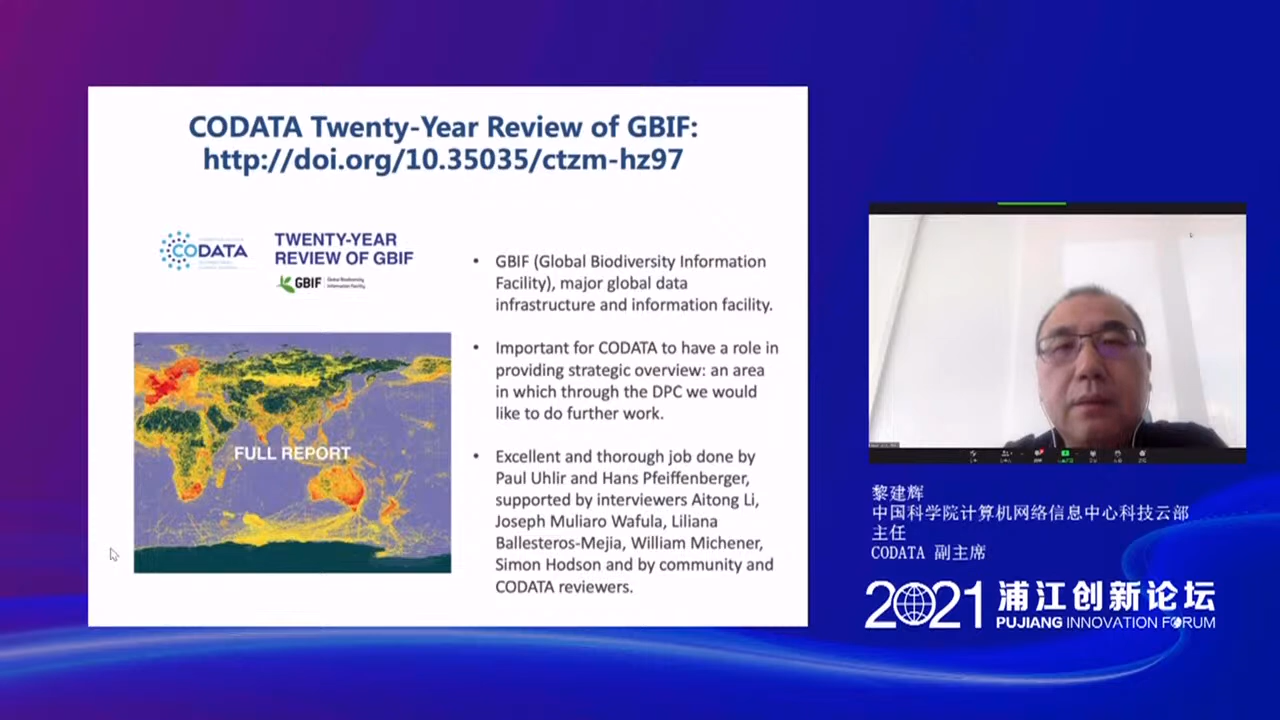 CODATA Twenty-Year Review of GBIF:
http://doi.org/10.35035/ctzm-hz97
CODATA
TWENTY-YEAR
REVIEW OF GBIF
GBIF
Global Biodiversity
Information Facility
FULL REPORT
• GBIF (Global Biodiversity Information
Facility), major global data
infrastructure and information facility.
• Important for CODATA to have a role in
providing strategic overview: an area
in which through the DPC we would
like to do further work.
• Excellent and thorough job done by
Paul Uhlir and Hans Pfeiffenberger,
supported by interviewers Aitong Li,
Joseph Muliaro Wafula, Liliana
Ballesteros-Mejia, William Michener,
Simon Hodson and by community and
CODATA reviewers.
黎建辉
中国科学院计算机网络信息中心科技云部
主任
CODATA 副主席
2021 浦江创新论坛
PUJIANG INNOVATION FORUM